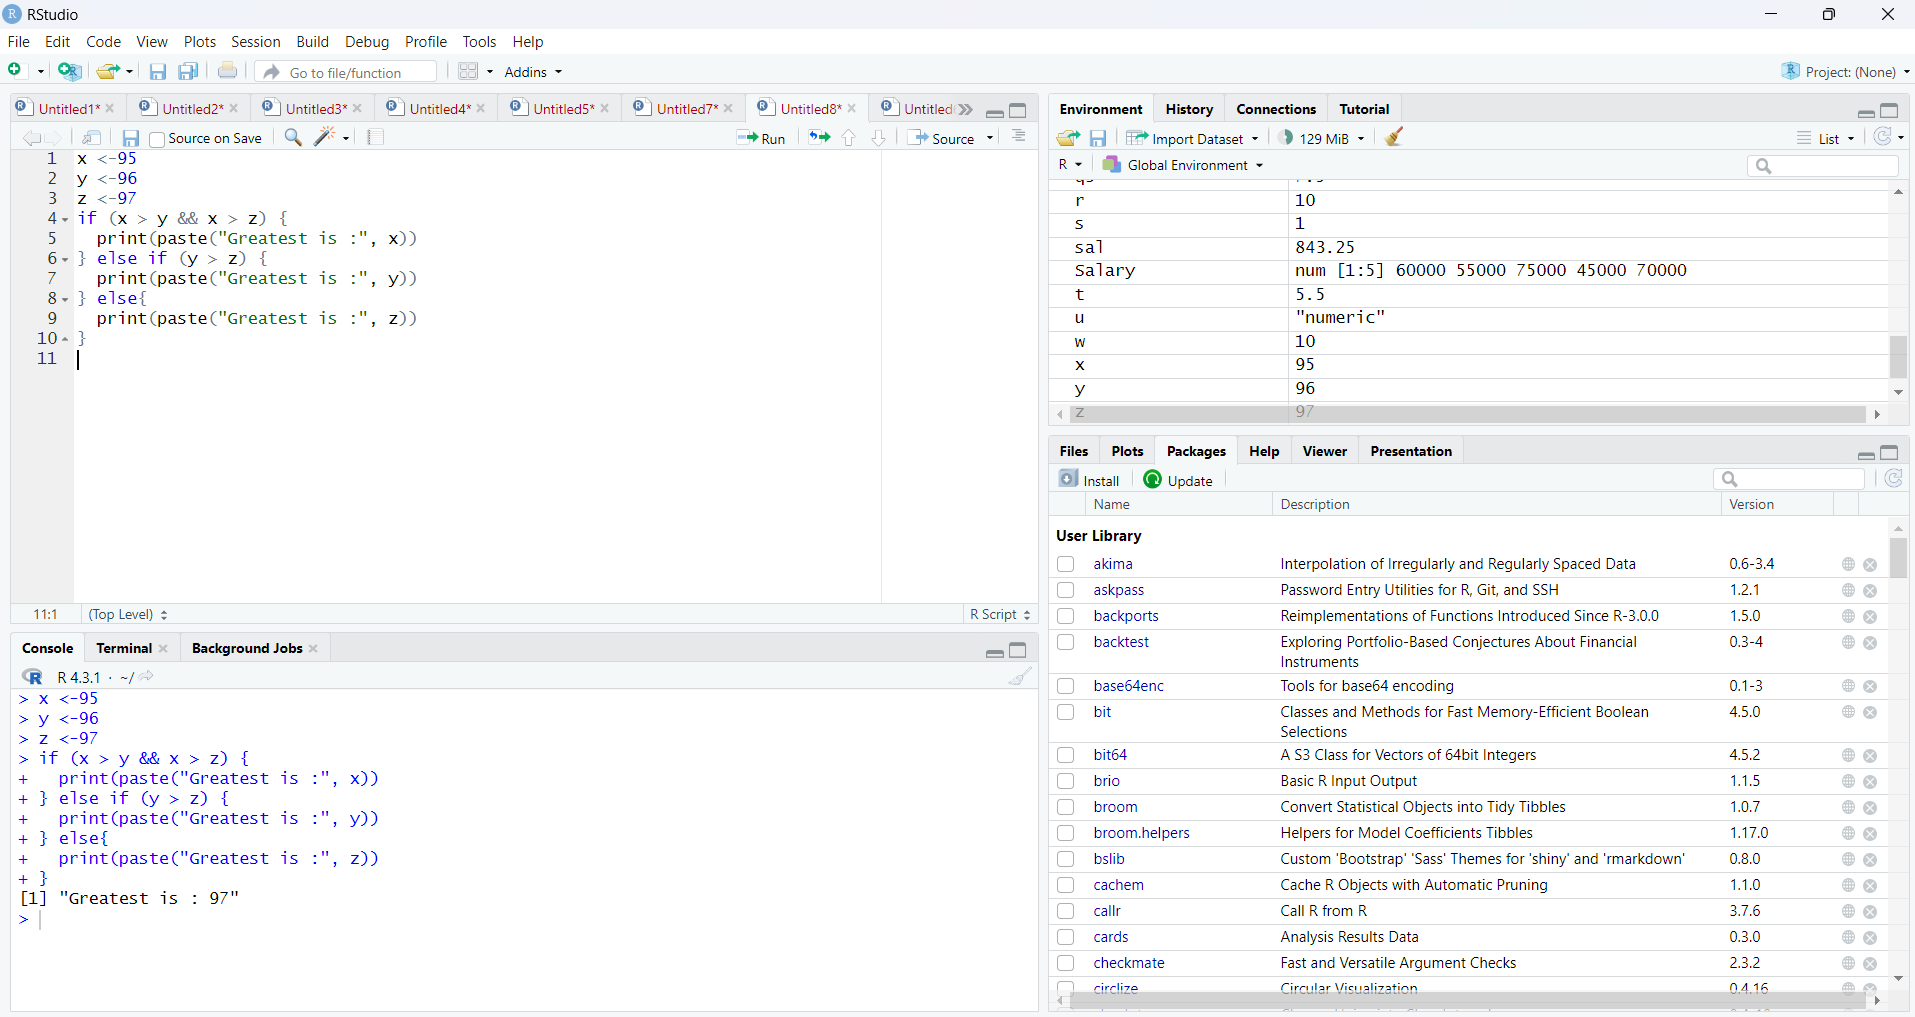 RStudio
File Edit Code View Plots Session Build Debug Profile Tools Help
Go to file/function Addins Project: (None)
Untitled1* Untitled2* Untitled3* Untitled4* Untitled5* Untitled7* Untitled8* Untitled
Source on Save Run Source
1 x <-95
2 y <-96
3 z <-97
4 if (x > y && x > z) {
5 print(paste("Greatest is :", x))
6 } else if (y > z) {
7 print(paste("Greatest is :", y))
8 } else{
9 print(paste("Greatest is :", z))
10 }
11
11:1 (Top Level) R Script
Console Terminal Background Jobs
R 4.3.1 · ~/
> x <-95
> y <-96
> z <-97
> if (x > y && x > z) {
+ print(paste("Greatest is :", x))
+ } else if (y > z) {
+ print(paste("Greatest is :", y))
+ } else{
+ print(paste("Greatest is :", z))
+ }
[1] "Greatest is : 97"
>
Environment History Connections Tutorial
Import Dataset 129 MiB List
R Global Environment
r 10
s 1
sal 843.25
Salary num [1:5] 60000 55000 75000 45000 70000
t 5.5
u "numeric"
w 10
x 95
y 96
z 97
Files Plots Packages Help Viewer Presentation
Install Update
Name Description Version
User Library
akima Interpolation of Irregularly and Regularly Spaced Data 0.6-3.4
askpass Password Entry Utilities for R, Git, and SSH 1.2.1
backports Reimplementations of Functions Introduced Since R-3.0.0 1.5.0
backtest Exploring Portfolio-Based Conjectures About Financial 0.3-4
Instruments
base64enc Tools for base64 encoding 0.1-3
bit Classes and Methods for Fast Memory-Efficient Boolean 4.5.0
Selections
bit64 A S3 Class for Vectors of 64bit Integers 4.5.2
brio Basic R Input Output 1.1.5
broom Convert Statistical Objects into Tidy Tibbles 1.0.7
broom.helpers Helpers for Model Coefficients Tibbles 1.17.0
bslib Custom 'Bootstrap' 'Sass' Themes for 'shiny' and 'rmarkdown' 0.8.0
cachem Cache R Objects with Automatic Pruning 1.1.0
callr Call R from R 3.7.6
cards Analysis Results Data 0.3.0
checkmate Fast and Versatile Argument Checks 2.3.2
circlize Circular Visualization 0.4.16